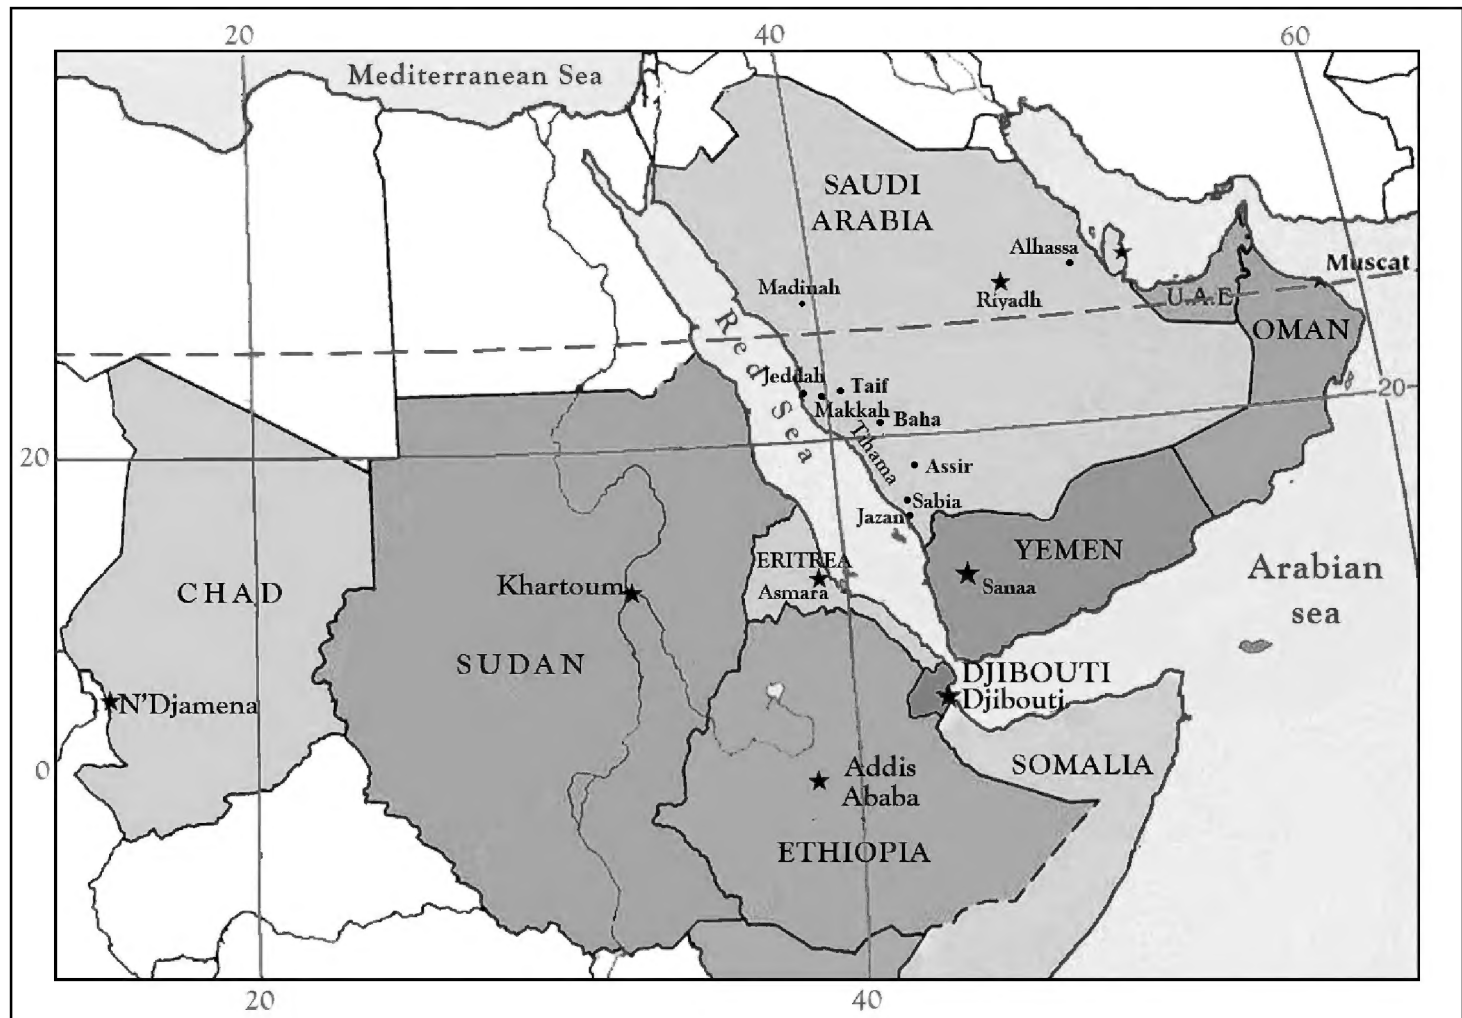 20 40 60
Mediterranean Sea
SAUDI
ARABIA
Alhassa
Muscat
Madinah
Riyadh
U.A.E
OMAN
Red Sea
Jeddah
Taif
20
Makkah
Baha
Tihama
20
Assir
Sabia
Jazan
YEMEN
ERITREA
Arabian
sea
CHAD
Khartoum
Asmara
Sanaa
SUDAN
DJIBOUTI
Djibouti
N'Djamena
SOMALIA
0
Addis
Ababa
ETHIOPIA
20 40